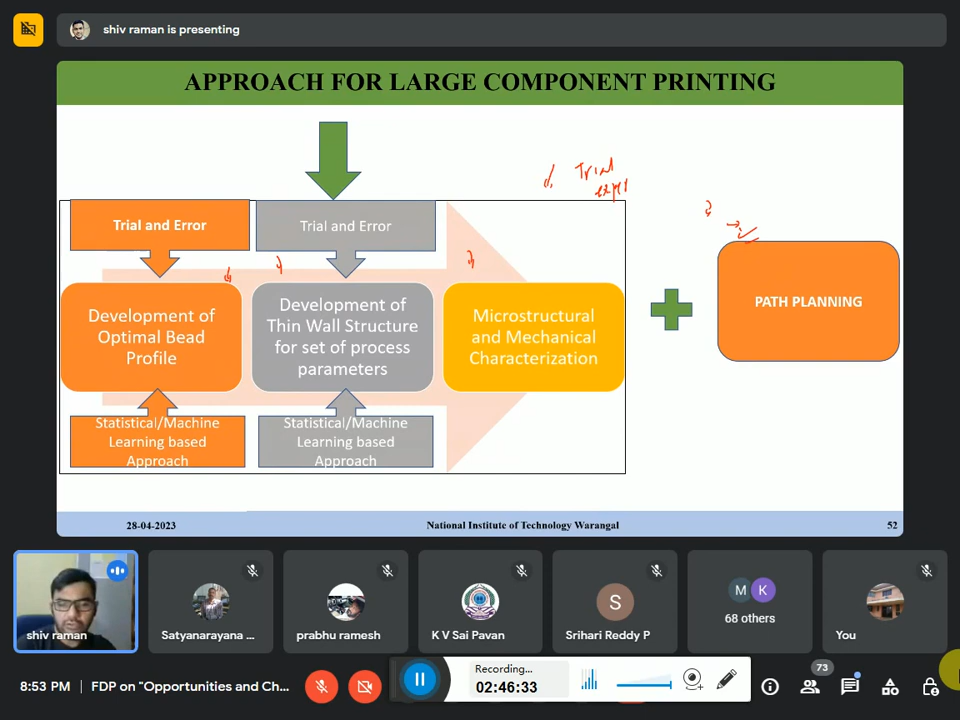 shiv raman is presenting
APPROACH FOR LARGE COMPONENT PRINTING
Trial
expt
Trial and Error
Trial and Error
Development of
Optimal Bead
Profile
Development of
Thin Wall Structure
for set of process
parameters
Microstructural
and Mechanical
Characterization
PATH PLANNING
Statistical/Machine
Learning based
Approach
Statistical/Machine
Learning based
Approach
28-04-2023
National Institute of Technology Warangal
52
shiv raman
Satyanarayana ...
prabhu ramesh
K V Sai Pavan
S
Srihari Reddy P
M K
68 others
You
8:53 PM
FDP on "Opportunities and Ch...
Recording...
02:46:33
73